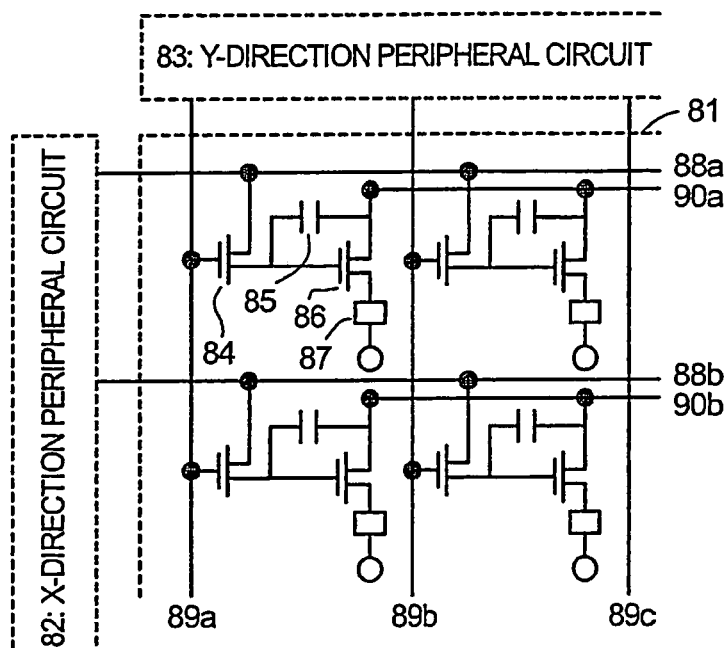 83: Y-DIRECTION PERIPHERAL CIRCUIT
81
82: X-DIRECTION PERIPHERAL CIRCUIT
88a
90a
85
86
84
87
88b
90b
89a
89b
89c